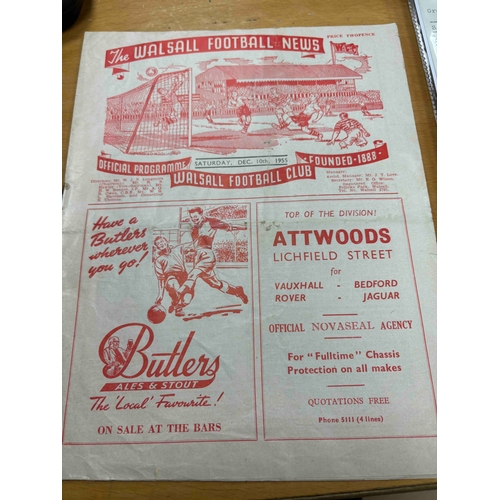 PRICE TWOPENCE
The WALSALL FOOTBALL NEWS
OFFICIAL PROGRAMME
SATURDAY, DEC. 10th, 1955
FOUNDED·1888·
WALSALL FOOTBALL CLUB
Have a
Butlers
wherever
you go!
Butlers
ALES & STOUT
The 'Local' Favourite!
ON SALE AT THE BARS
TOP OF THE DIVISION!
ATTWOODS
LICHFIELD STREET
for
VAUXHALL - BEDFORD
ROVER - JAGUAR
OFFICIAL NOVASEAL AGENCY
For "Fulltime" Chassis
Protection on all makes
QUOTATIONS FREE
Phone 5111 (4 lines)